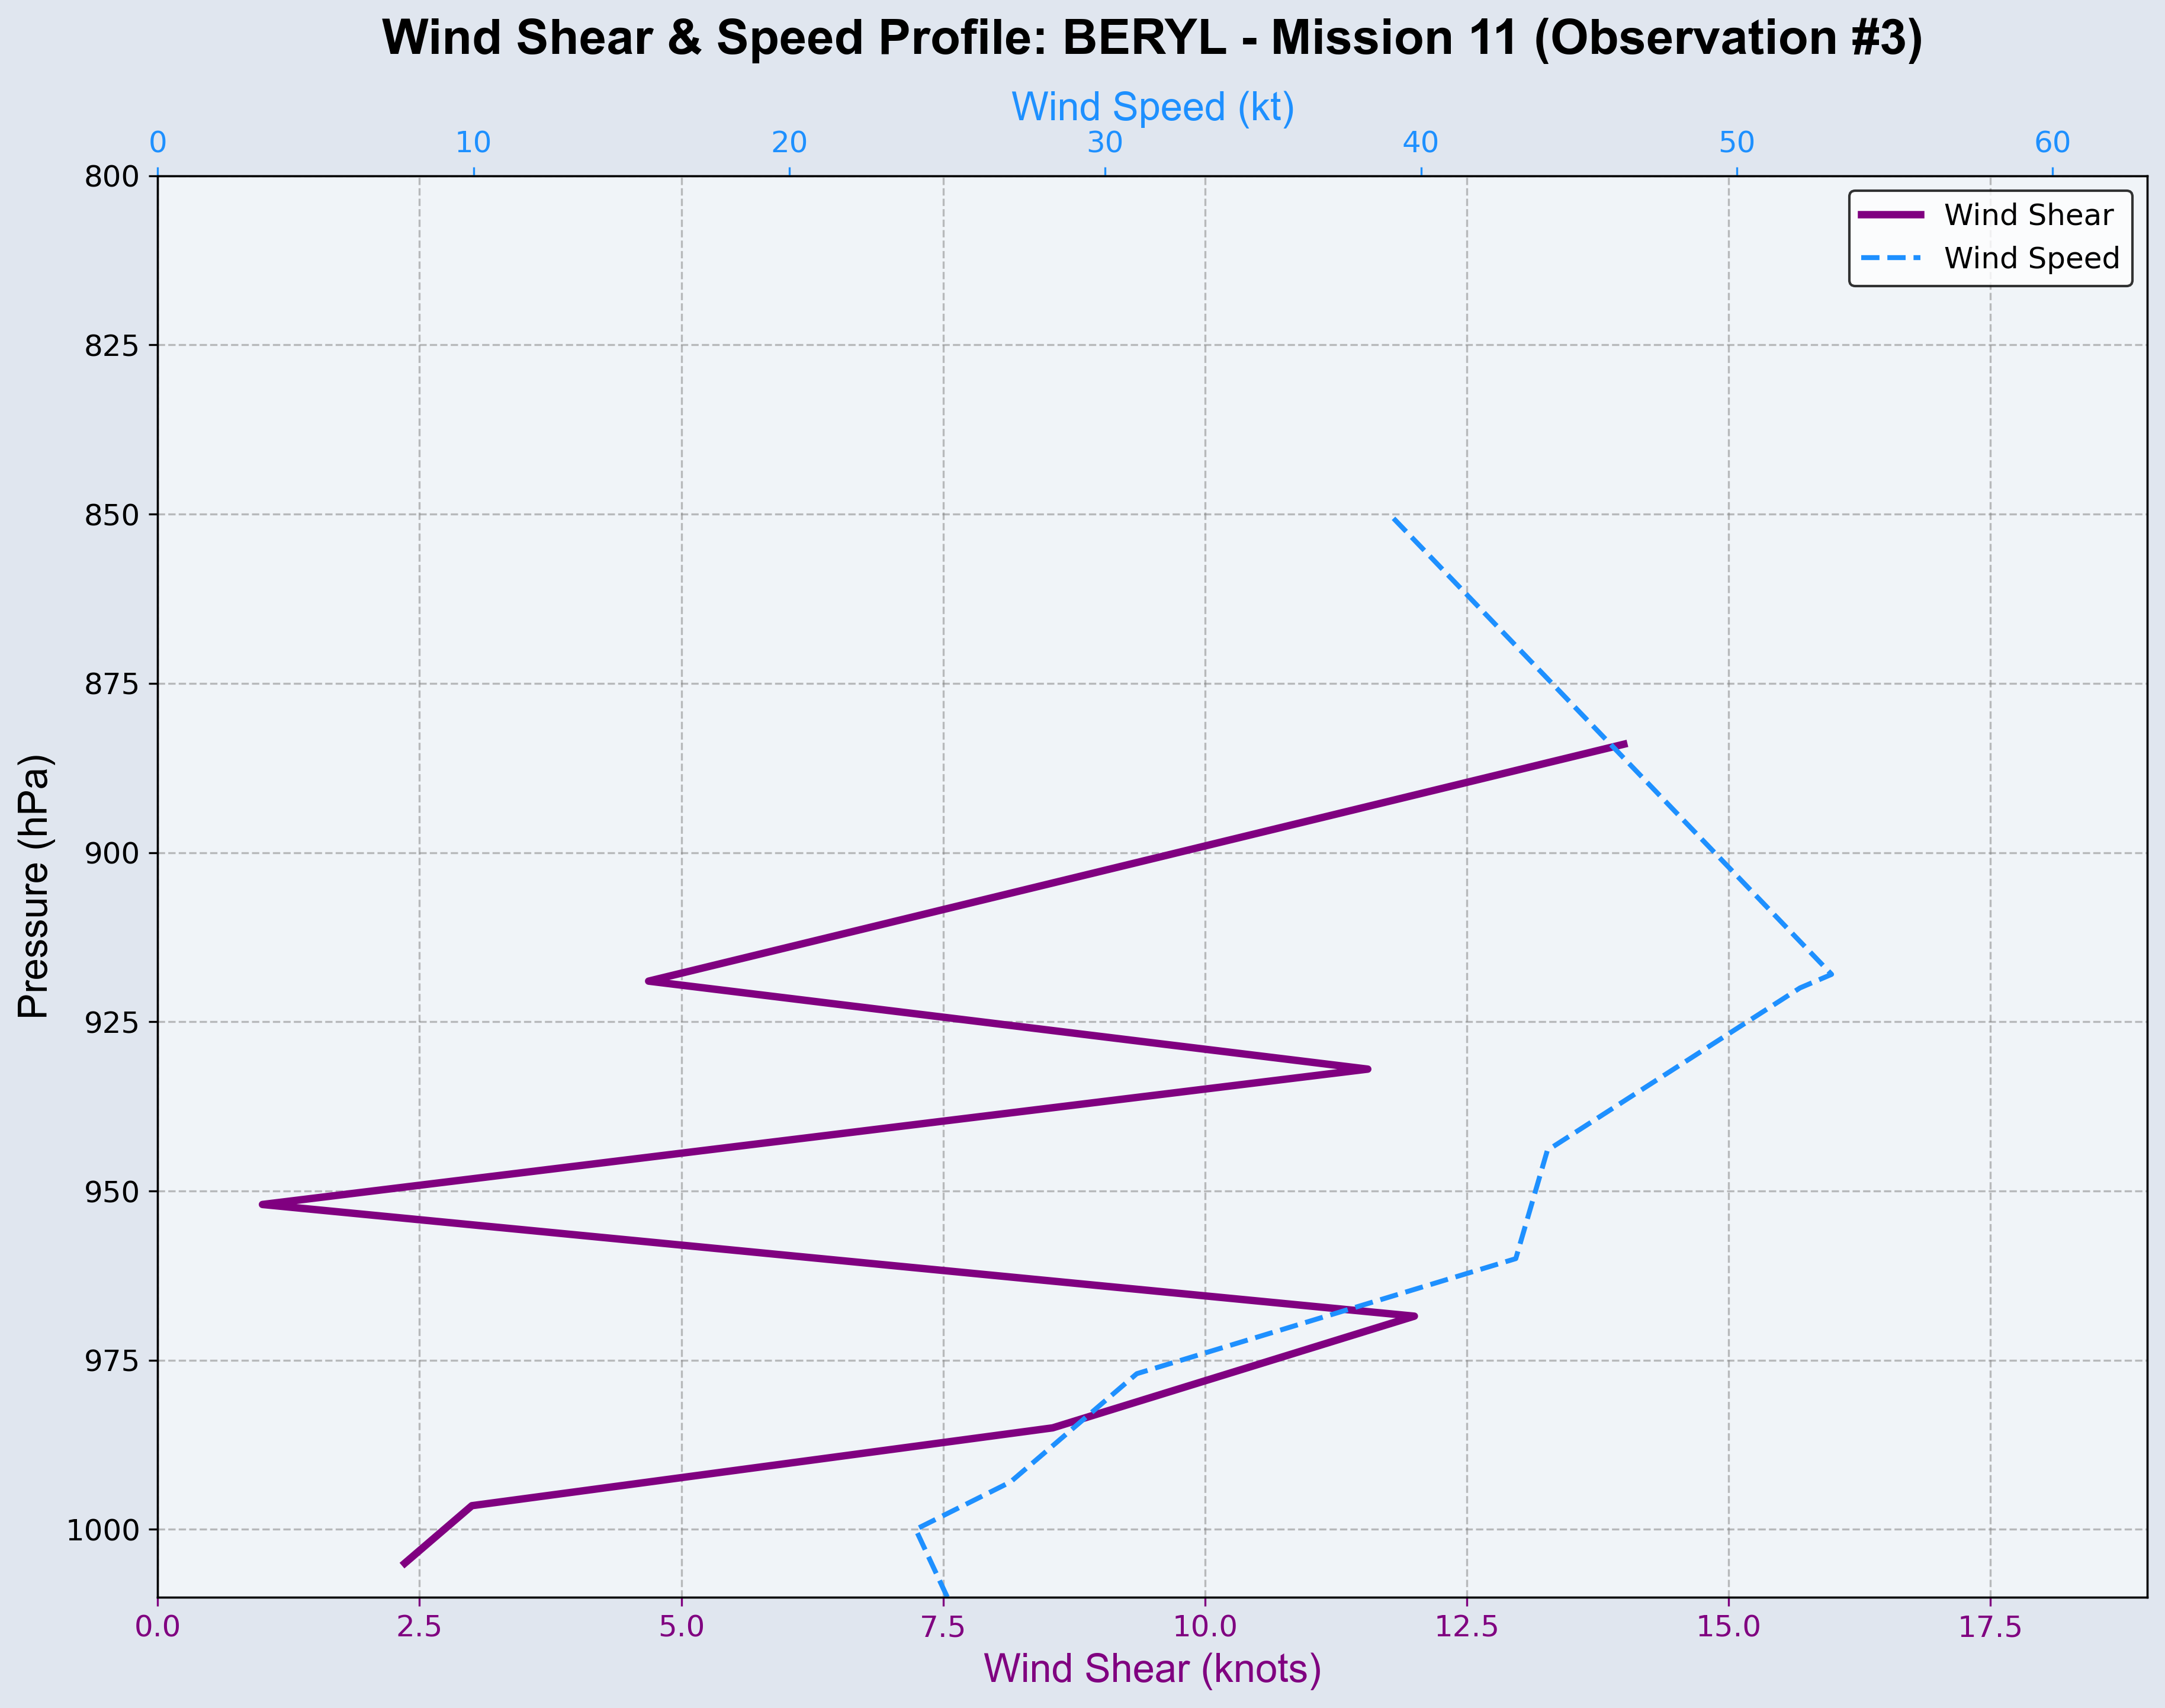 Wind Shear & Speed Profile: BERYL - Mission 11 (Observation #3)
Wind Speed (kt)
0 10 20 30 40 50 60
Wind Shear
Wind Speed
800
825
850
875
900
925
950
975
1000
Pressure (hPa)
0.0 2.5 5.0 7.5 10.0 12.5 15.0 17.5
Wind Shear (knots)